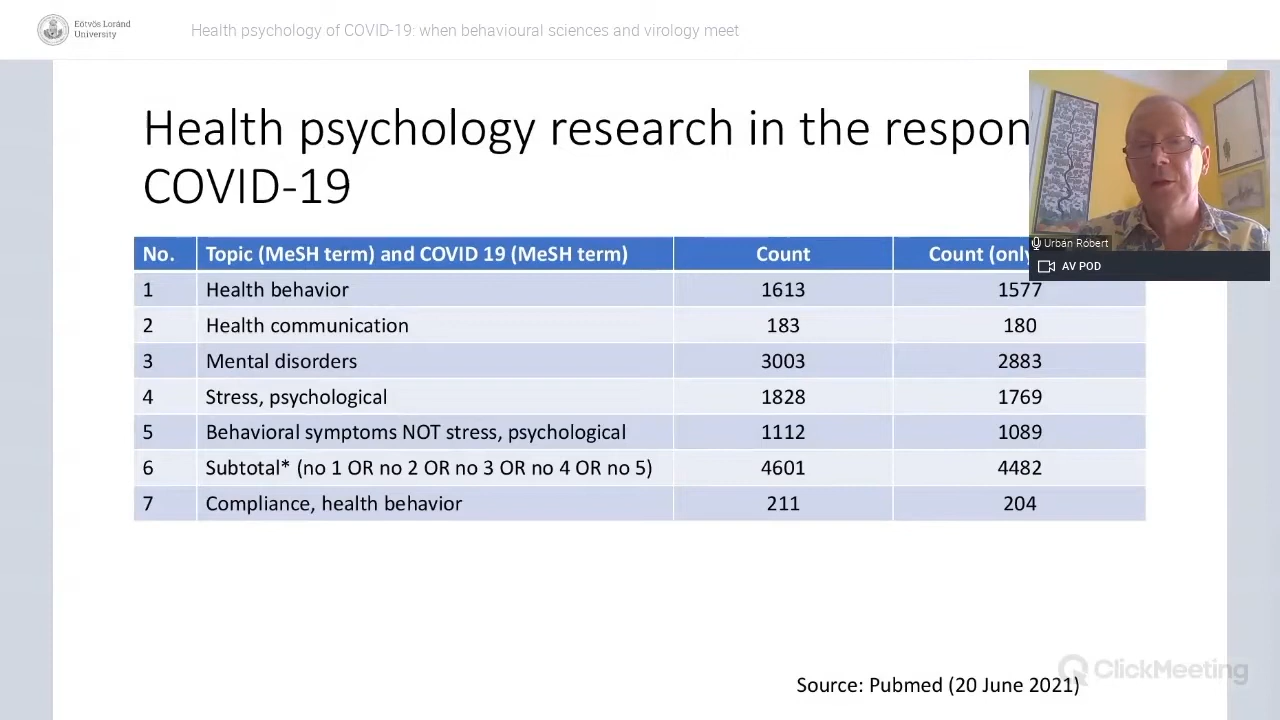 Eötvös Loránd
University
Health psychology of COVID-19: when behavioural sciences and virology meet
Health psychology research in the respon
COVID-19
No. Topic (MeSH term) and COVID 19 (MeSH term) Count Count (only
1 Health behavior 1613 1577
2 Health communication 183 180
3 Mental disorders 3003 2883
4 Stress, psychological 1828 1769
5 Behavioral symptoms NOT stress, psychological 1112 1089
6 Subtotal* (no 1 OR no 2 OR no 3 OR no 4 OR no 5) 4601 4482
7 Compliance, health behavior 211 204
Urbán Róbert
AV POD
ClickMeeting
Source: Pubmed (20 June 2021)